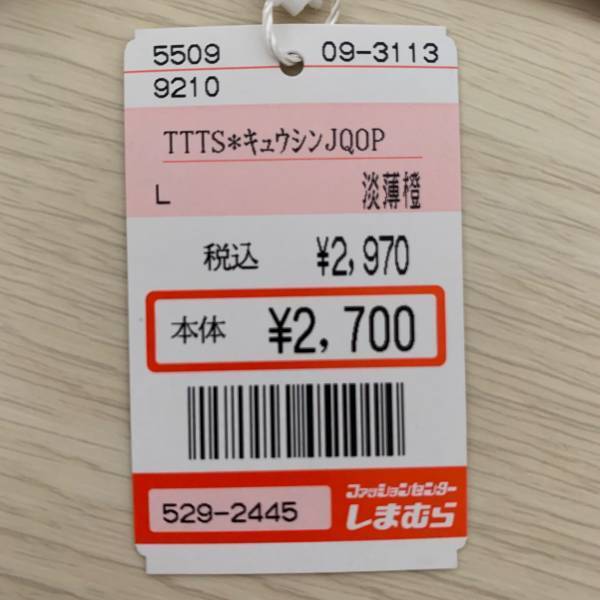 5509 09-3113
9210
TTTS*キュウシンJQOP
L 淡薄橙
税込 ¥2,970
本体 ¥2,700
529-2445
ファッションセンター
しまむら